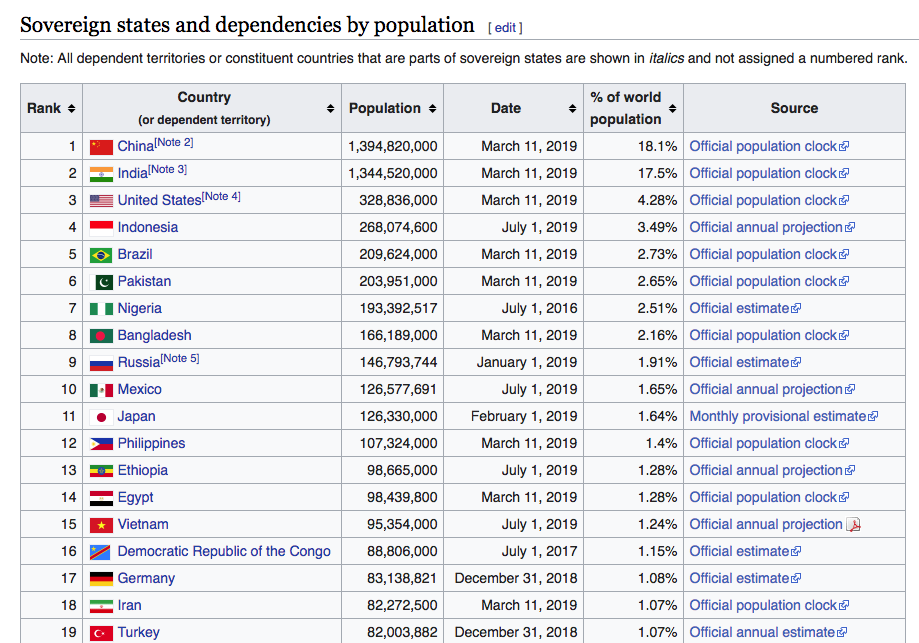 Sovereign states and dependencies by population [ edit ]
Note: All dependent territories or constituent countries that are parts of sovereign states are shown in italics and not assigned a numbered rank.
Rank Country (or dependent territory) Population Date % of world population Source
1 China[Note 2] 1,394,820,000 March 11, 2019 18.1% Official population clock
2 India[Note 3] 1,344,520,000 March 11, 2019 17.5% Official population clock
3 United States[Note 4] 328,836,000 March 11, 2019 4.28% Official population clock
4 Indonesia 268,074,600 July 1, 2019 3.49% Official annual projection
5 Brazil 209,624,000 March 11, 2019 2.73% Official population clock
6 Pakistan 203,951,000 March 11, 2019 2.65% Official population clock
7 Nigeria 193,392,517 July 1, 2016 2.51% Official estimate
8 Bangladesh 166,189,000 March 11, 2019 2.16% Official population clock
9 Russia[Note 5] 146,793,744 January 1, 2019 1.91% Official estimate
10 Mexico 126,577,691 July 1, 2019 1.65% Official annual projection
11 Japan 126,330,000 February 1, 2019 1.64% Monthly provisional estimate
12 Philippines 107,324,000 March 11, 2019 1.4% Official population clock
13 Ethiopia 98,665,000 July 1, 2019 1.28% Official annual projection
14 Egypt 98,439,800 March 11, 2019 1.28% Official population clock
15 Vietnam 95,354,000 July 1, 2019 1.24% Official annual projection
16 Democratic Republic of the Congo 88,806,000 July 1, 2017 1.15% Official estimate
17 Germany 83,138,821 December 31, 2018 1.08% Official estimate
18 Iran 82,272,500 March 11, 2019 1.07% Official population clock
19 Turkey 82,003,882 December 31, 2018 1.07% Official annual estimate